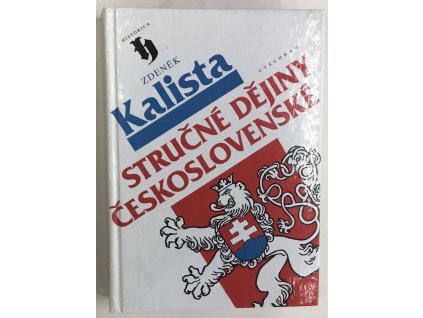 HISTORICA
ZDENĚK
Kalista
VYŠEHRAD
STRUČNÉ DĚJINY
ČESKOSLOVENSKÉ